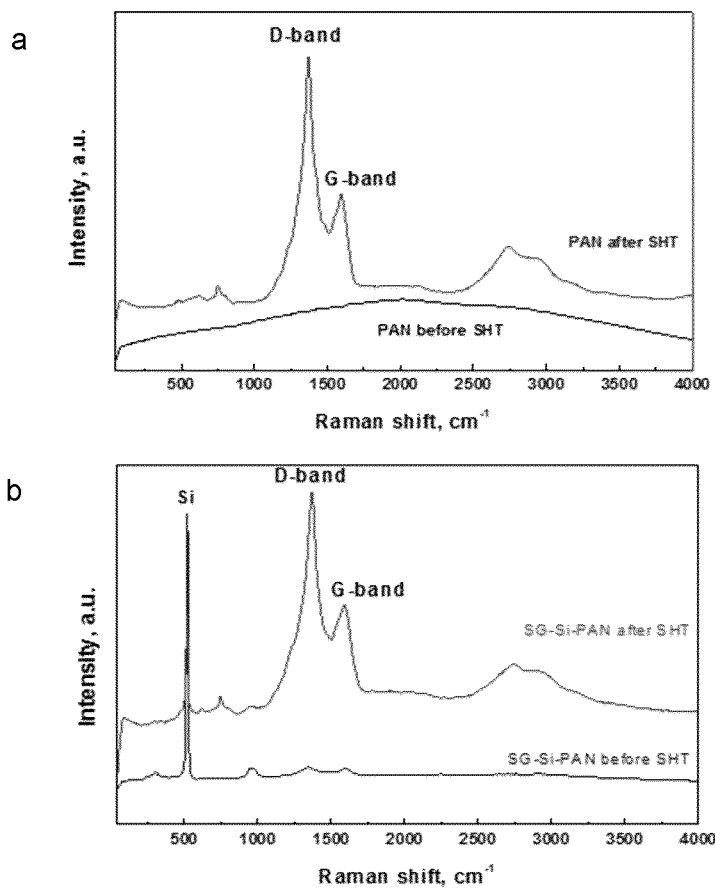 a
D-band
G-band
Intensity, a.u.
PAN after SHT
PAN before SHT
500 1000 1500 2000 2500 3000 3500 4000
Raman shift, cm-1
b
D-band
Si
G-band
Intensity, a.u.
SG-Si-PAN after SHT
SG-Si-PAN before SHT
500 1000 1500 2000 2500 3000 3500 4000
Raman shift, cm-1